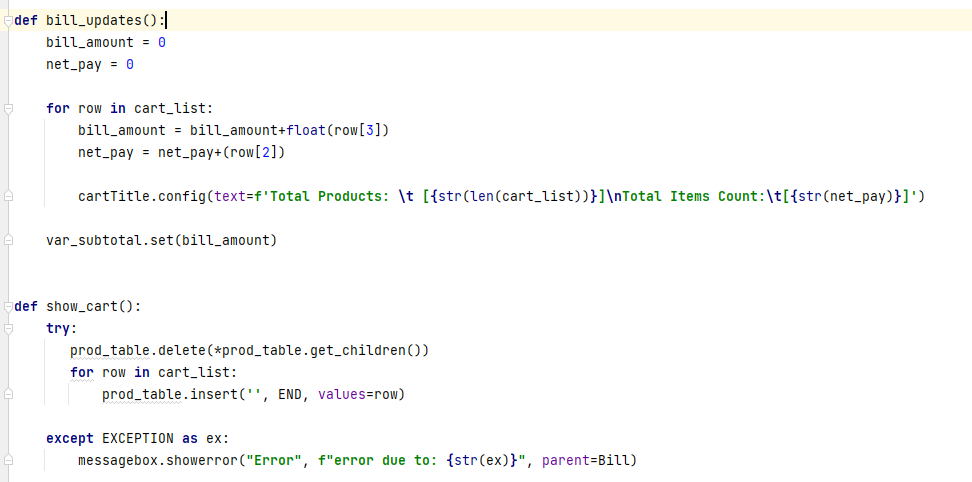 def bill_updates():
    bill_amount = 0
    net_pay = 0

    for row in cart_list:
        bill_amount = bill_amount+float(row[3])
        net_pay = net_pay+(row[2])

        cartTitle.config(text=f'Total Products: \t [{str(len(cart_list))}]\nTotal Items Count:\t[{str(net_pay)}]')

    var_subtotal.set(bill_amount)


def show_cart():
    try:
       prod_table.delete(*prod_table.get_children())
       for row in cart_list:
           prod_table.insert('', END, values=row)

    except EXCEPTION as ex:
        messagebox.showerror("Error", f"error due to: {str(ex)}", parent=Bill)